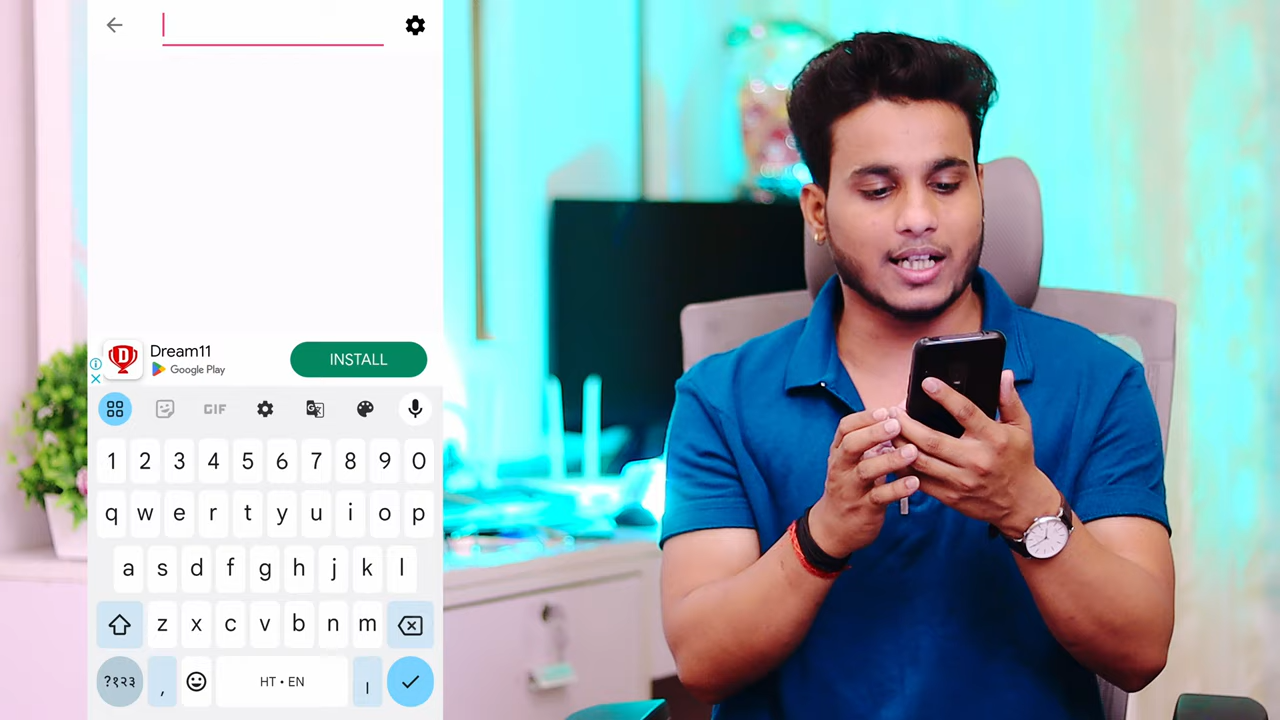 Dream11
Google Play
INSTALL
GIF
1 2 3 4 5 6 7 8 9 0
q w e r t y u i o p
a s d f g h j k l
z x c v b n m
?१२३ , HT • EN ।